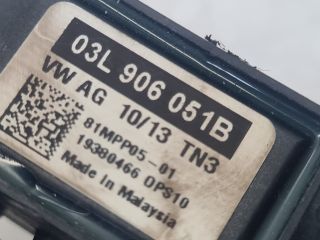 03L 906 051B
VW AG 10/13 TN3
81MPP05-01
19380466 OPS10
Made in Malaysia